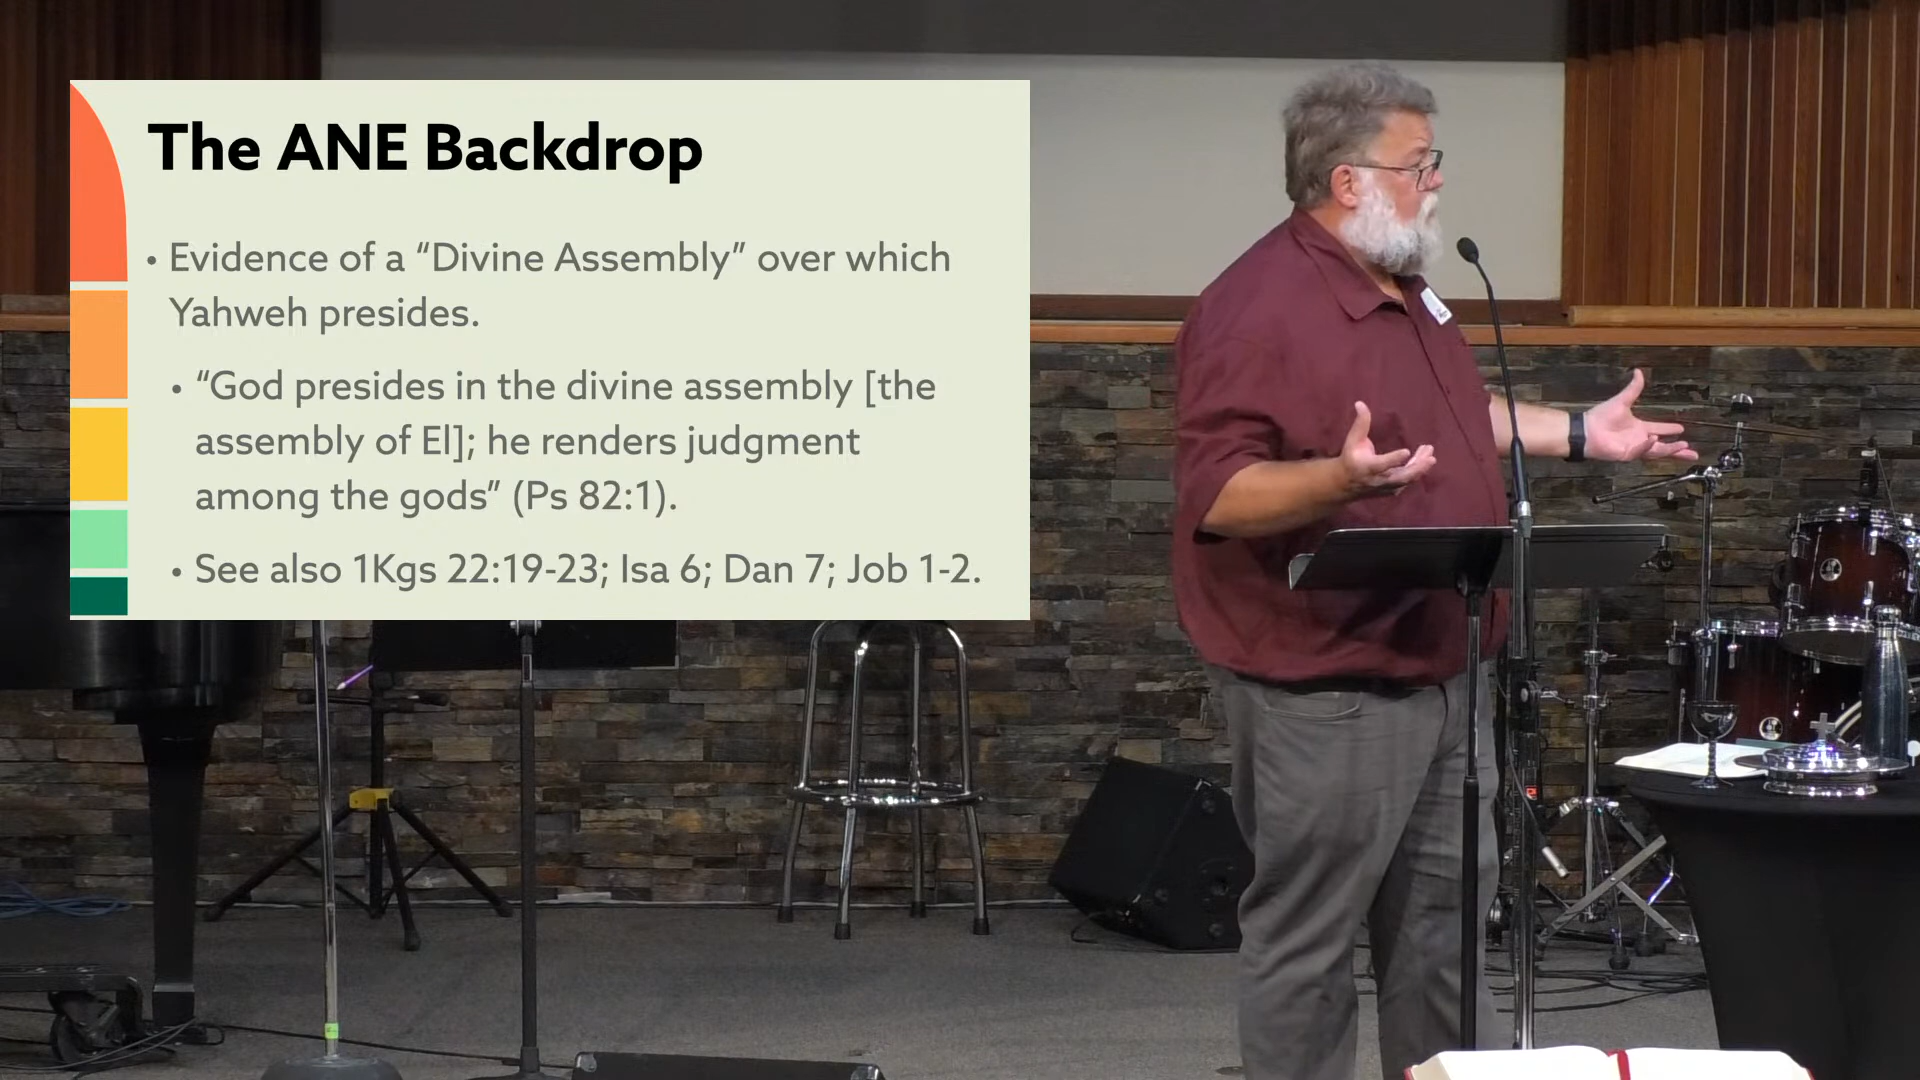 The ANE Backdrop
• Evidence of a “Divine Assembly” over which
Yahweh presides.
• “God presides in the divine assembly [the
assembly of El]; he renders judgment
among the gods” (Ps 82:1).
• See also 1Kgs 22:19-23; Isa 6; Dan 7; Job 1-2.